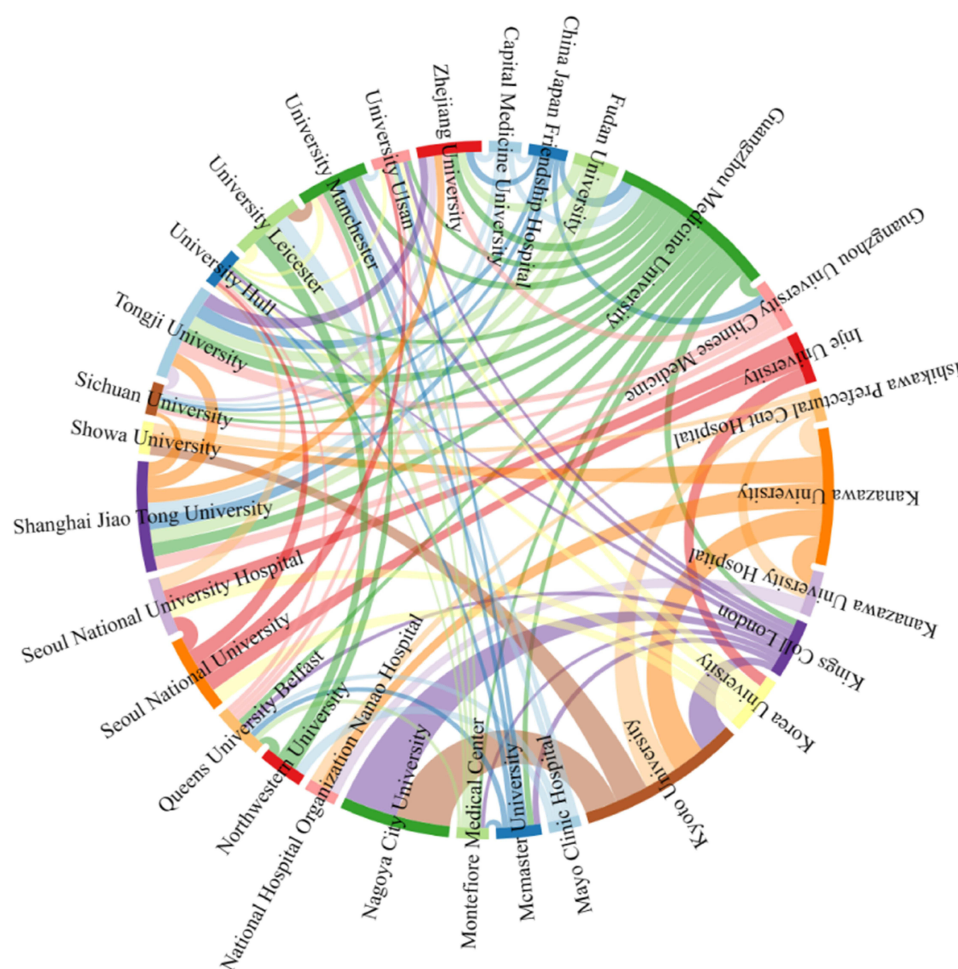 Zhejiang University
Capital Medicine University
China Japan Friendship Hospital
Fudan University
Guangzhou Medicine University
Guangzhou University Chinese Medicine
Inje University
Ishikawa Prefectural Cent Hospital
Kanazawa University
Kanazawa University Hospital
Kings Coll London
Korea University
Kyoto University
Mayo Clinic Hospital
Mcmaster University
Montefiore Medical Center
Nagoya City University
National Hospital Organization Nanao Hospital
Northwestern University
Queens University Belfast
Seoul National University
Seoul National University Hospital
Shanghai Jiao Tong University
Showa University
Sichuan University
Tongji University
University Hull
University Leicester
University Manchester
University Ulsan